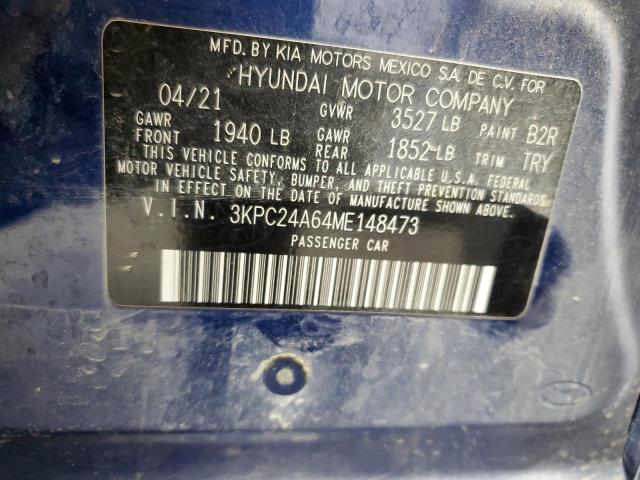 MFD. BY KIA MOTORS MEXICO S.A. DE C.V. FOR
HYUNDAI MOTOR COMPANY
04/21 GVWR 3527 LB PAINT B2R
GAWR FRONT 1940 LB GAWR REAR 1852 LB TRIM TRY
THIS VEHICLE CONFORMS TO ALL APPLICABLE U.S.A. FEDERAL
MOTOR VEHICLE SAFETY, BUMPER, AND THEFT PREVENTION STANDARDS
IN EFFECT ON THE DATE OF MANUFACTURE SHOWN ABOVE.
V.I.N. 3KPC24A64ME148473
PASSENGER CAR